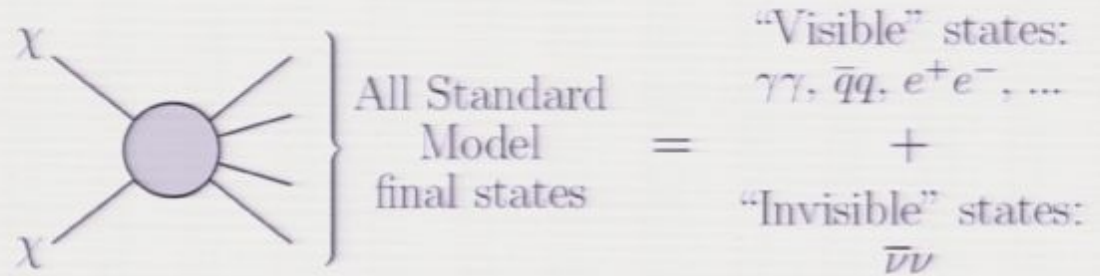 χ
χ
All Standard
Model
final states
=
“Visible” states:
γγ, q̄q, e⁺e⁻, ...
+
“Invisible” states:
ν̄ν